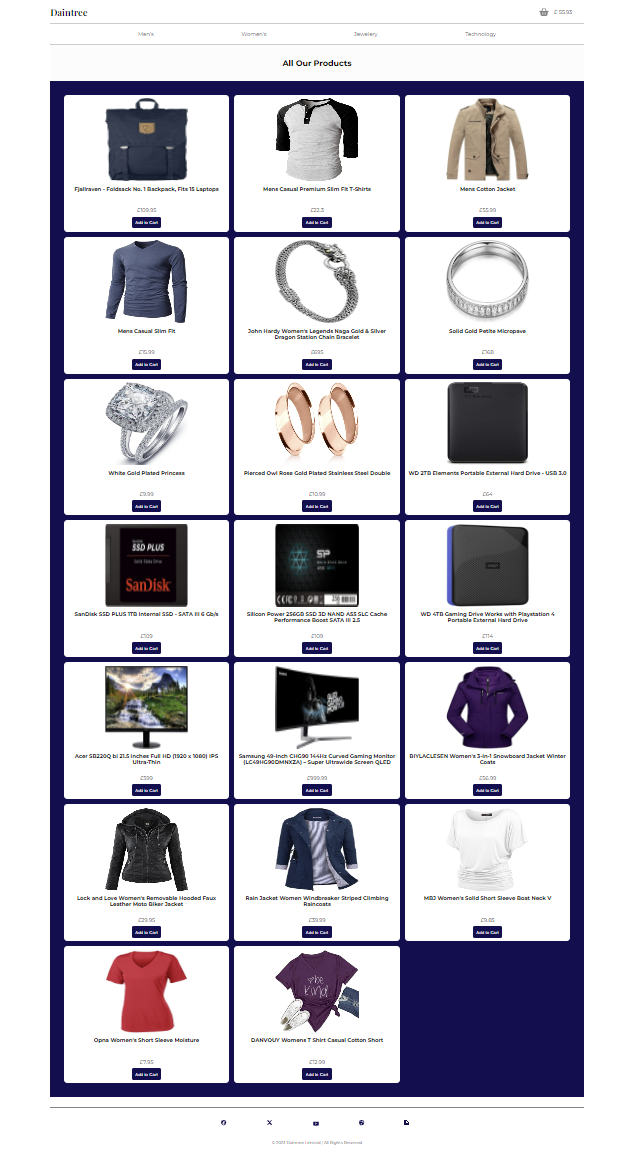 Daintree
£ 55.93
Men's Women's Jewelery Technology
All Our Products
Fjallraven - Foldsack No. 1 Backpack, Fits 15 Laptops
£109.95
Add to Cart
Mens Casual Premium Slim Fit T-Shirts
£22.3
Add to Cart
Mens Cotton Jacket
£55.99
Add to Cart
Mens Casual Slim Fit
£15.99
Add to Cart
John Hardy Women's Legends Naga Gold & Silver
Dragon Station Chain Bracelet
£695
Add to Cart
Solid Gold Petite Micropave
£168
Add to Cart
White Gold Plated Princess
£9.99
Add to Cart
Pierced Owl Rose Gold Plated Stainless Steel Double
£10.99
Add to Cart
WD 2TB Elements Portable External Hard Drive - USB 3.0
£64
Add to Cart
SSD PLUS
Solid State Drive
SanDisk
SanDisk SSD PLUS 1TB Internal SSD - SATA III 6 Gb/s
£109
Add to Cart
SP
Silicon Power 256GB SSD 3D NAND A55 SLC Cache
Performance Boost SATA III 2.5
£109
Add to Cart
WD 4TB Gaming Drive Works with Playstation 4
Portable External Hard Drive
£114
Add to Cart
Acer SB220Q bi 21.5 inches Full HD (1920 x 1080) IPS
Ultra-Thin
£599
Add to Cart
QLED
GAMING
MONITOR
Samsung 49-Inch CHG90 144Hz Curved Gaming Monitor
(LC49HG90DMNXZA) – Super Ultrawide Screen QLED
£999.99
Add to Cart
BIYLACLESEN Women's 3-in-1 Snowboard Jacket Winter
Coats
£56.99
Add to Cart
Lock and Love Women's Removable Hooded Faux
Leather Moto Biker Jacket
£29.95
Add to Cart
Rain Jacket Women Windbreaker Striped Climbing
Raincoats
£39.99
Add to Cart
MBJ Women's Solid Short Sleeve Boat Neck V
£9.85
Add to Cart
Opna Women's Short Sleeve Moisture
£7.95
Add to Cart
be
kind
DANVOUY Womens T Shirt Casual Cotton Short
£12.99
Add to Cart
All Rights Reserved